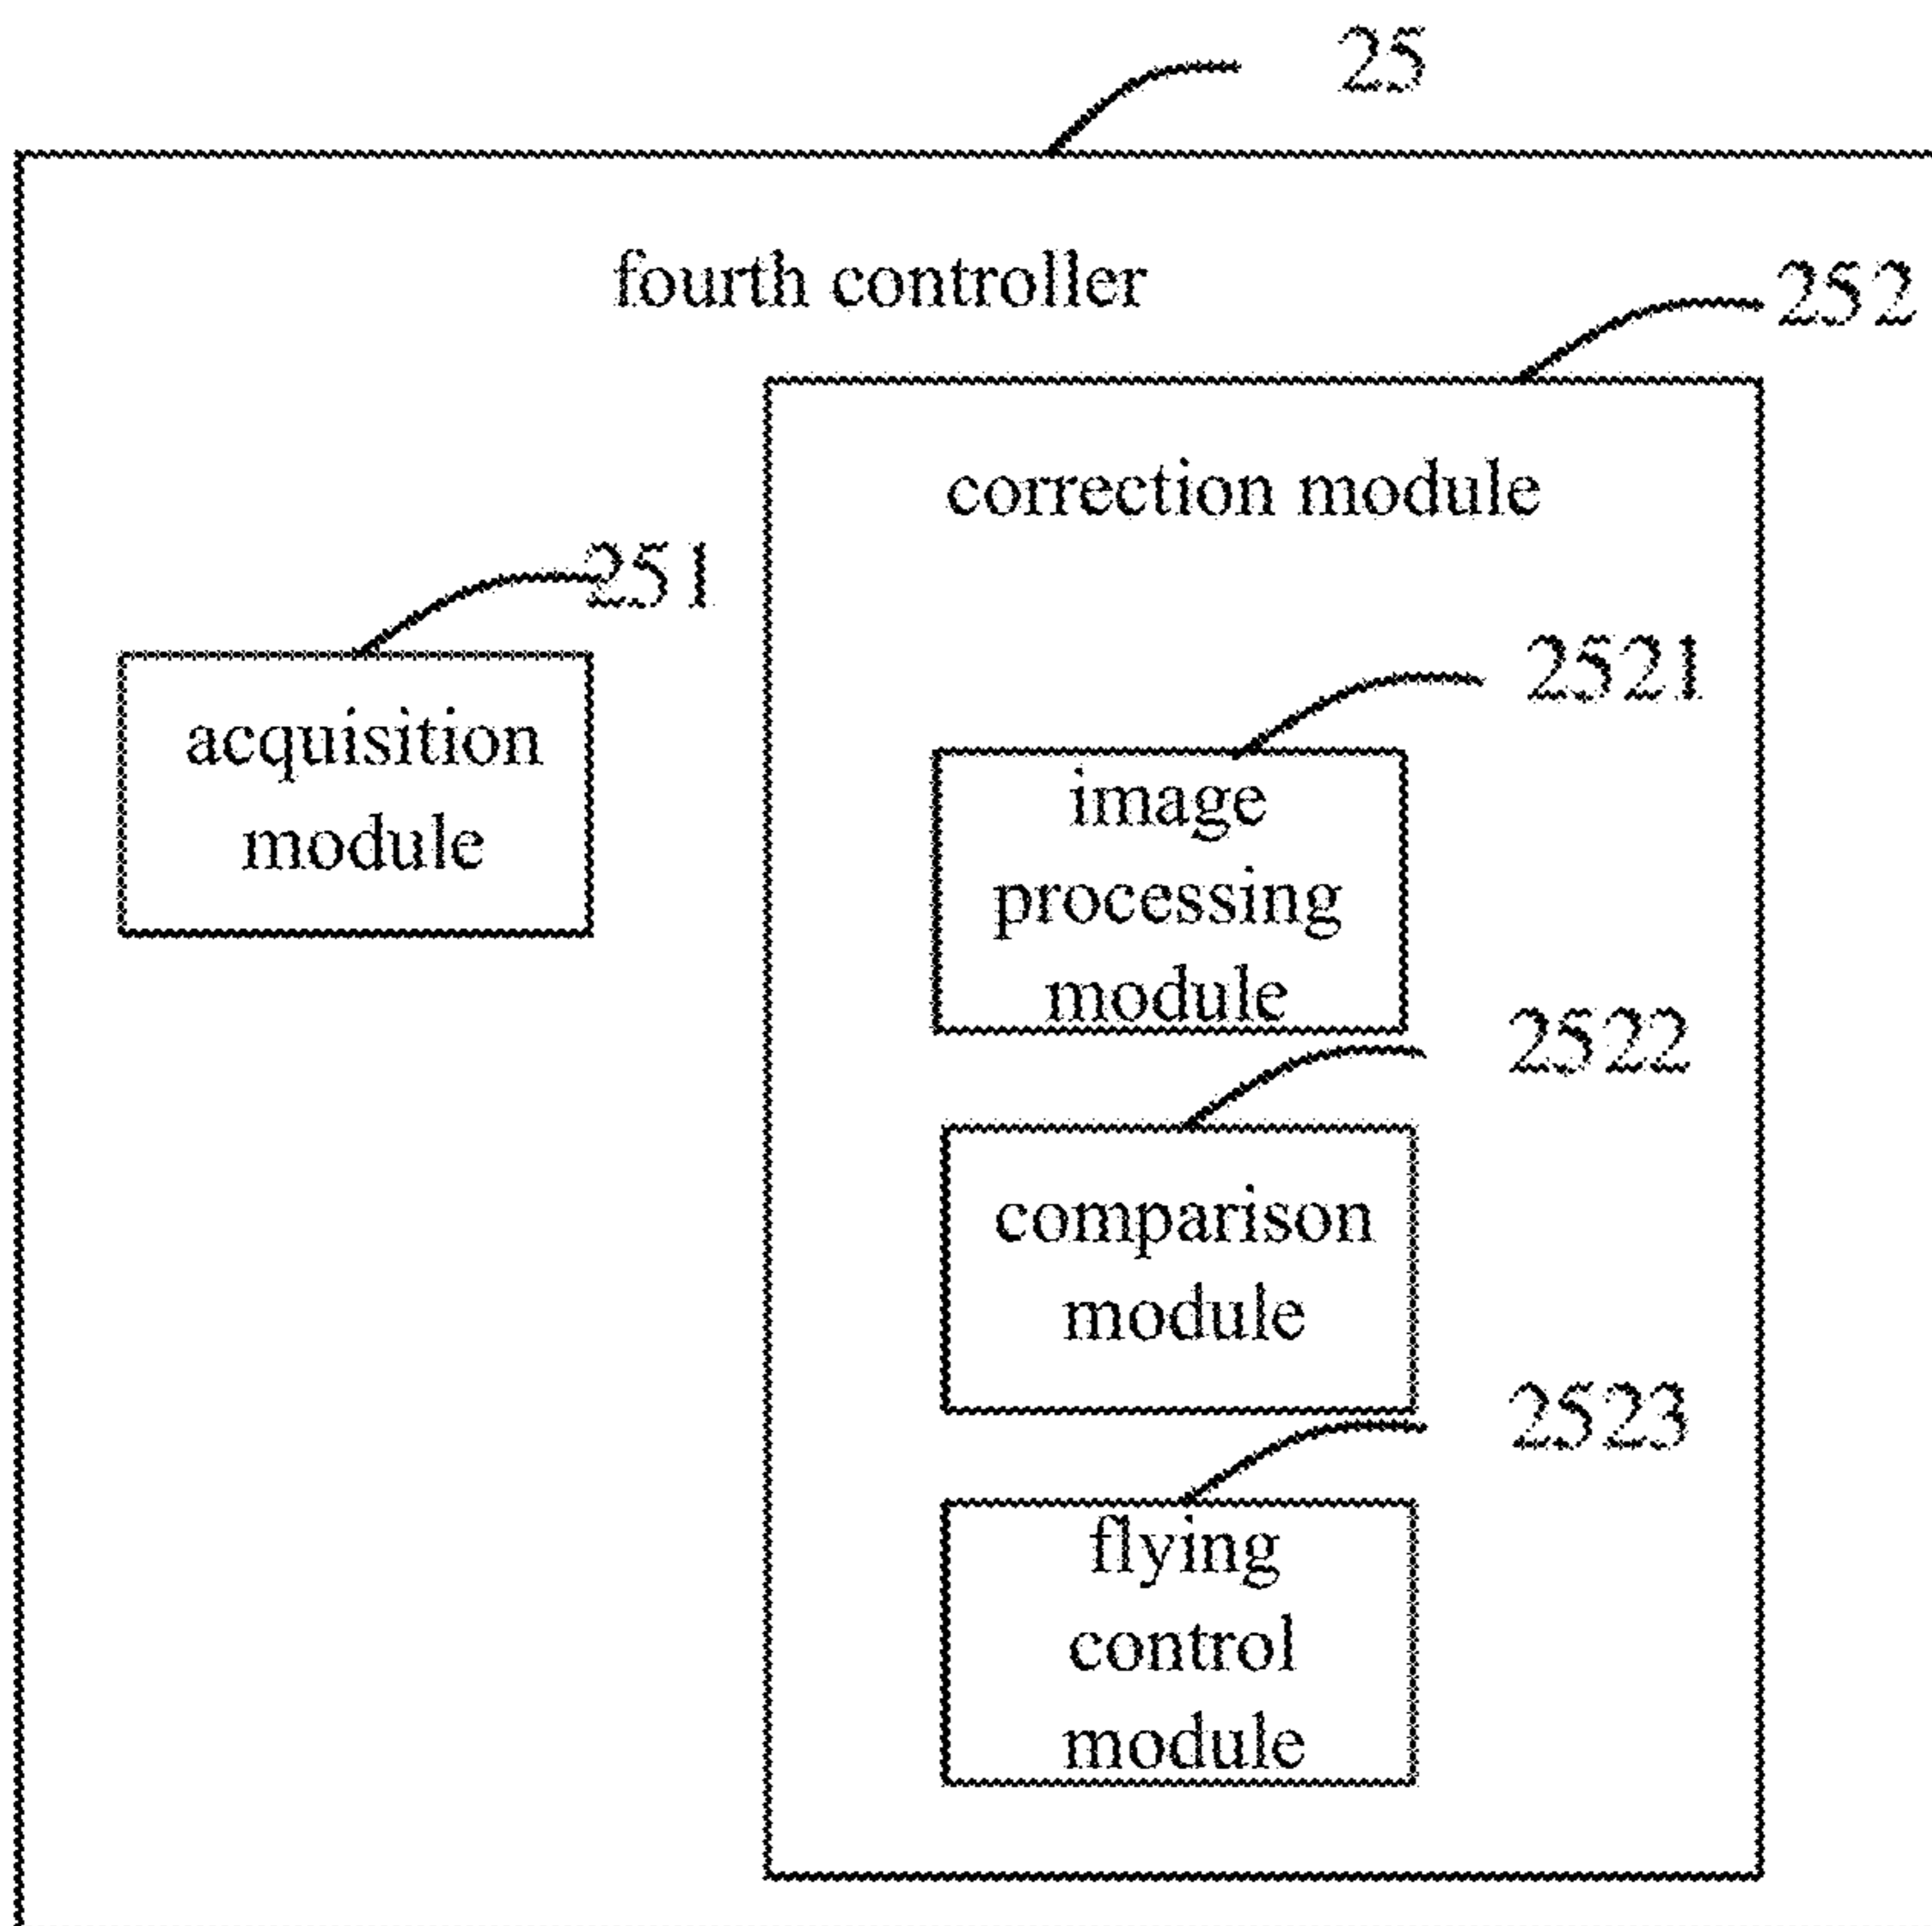 25
fourth controller
252
correction module
251
acquisition
module
2521
image
processing
module
2522
comparison
module
2523
flying
control
module